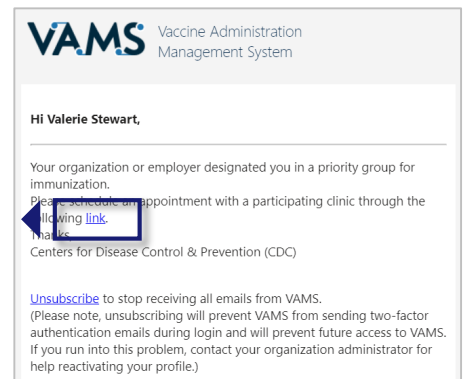 VAMS Vaccine Administration
Management System
Hi Valerie Stewart,
Your organization or employer designated you in a priority group for
immunization.
Please schedule an appointment with a participating clinic through the
following link.
Thanks,
Centers for Disease Control & Prevention (CDC)
Unsubscribe to stop receiving all emails from VAMS.
(Please note, unsubscribing will prevent VAMS from sending two-factor
authentication emails during login and will prevent future access to VAMS.
If you run into this problem, contact your organization administrator for
help reactivating your profile.)